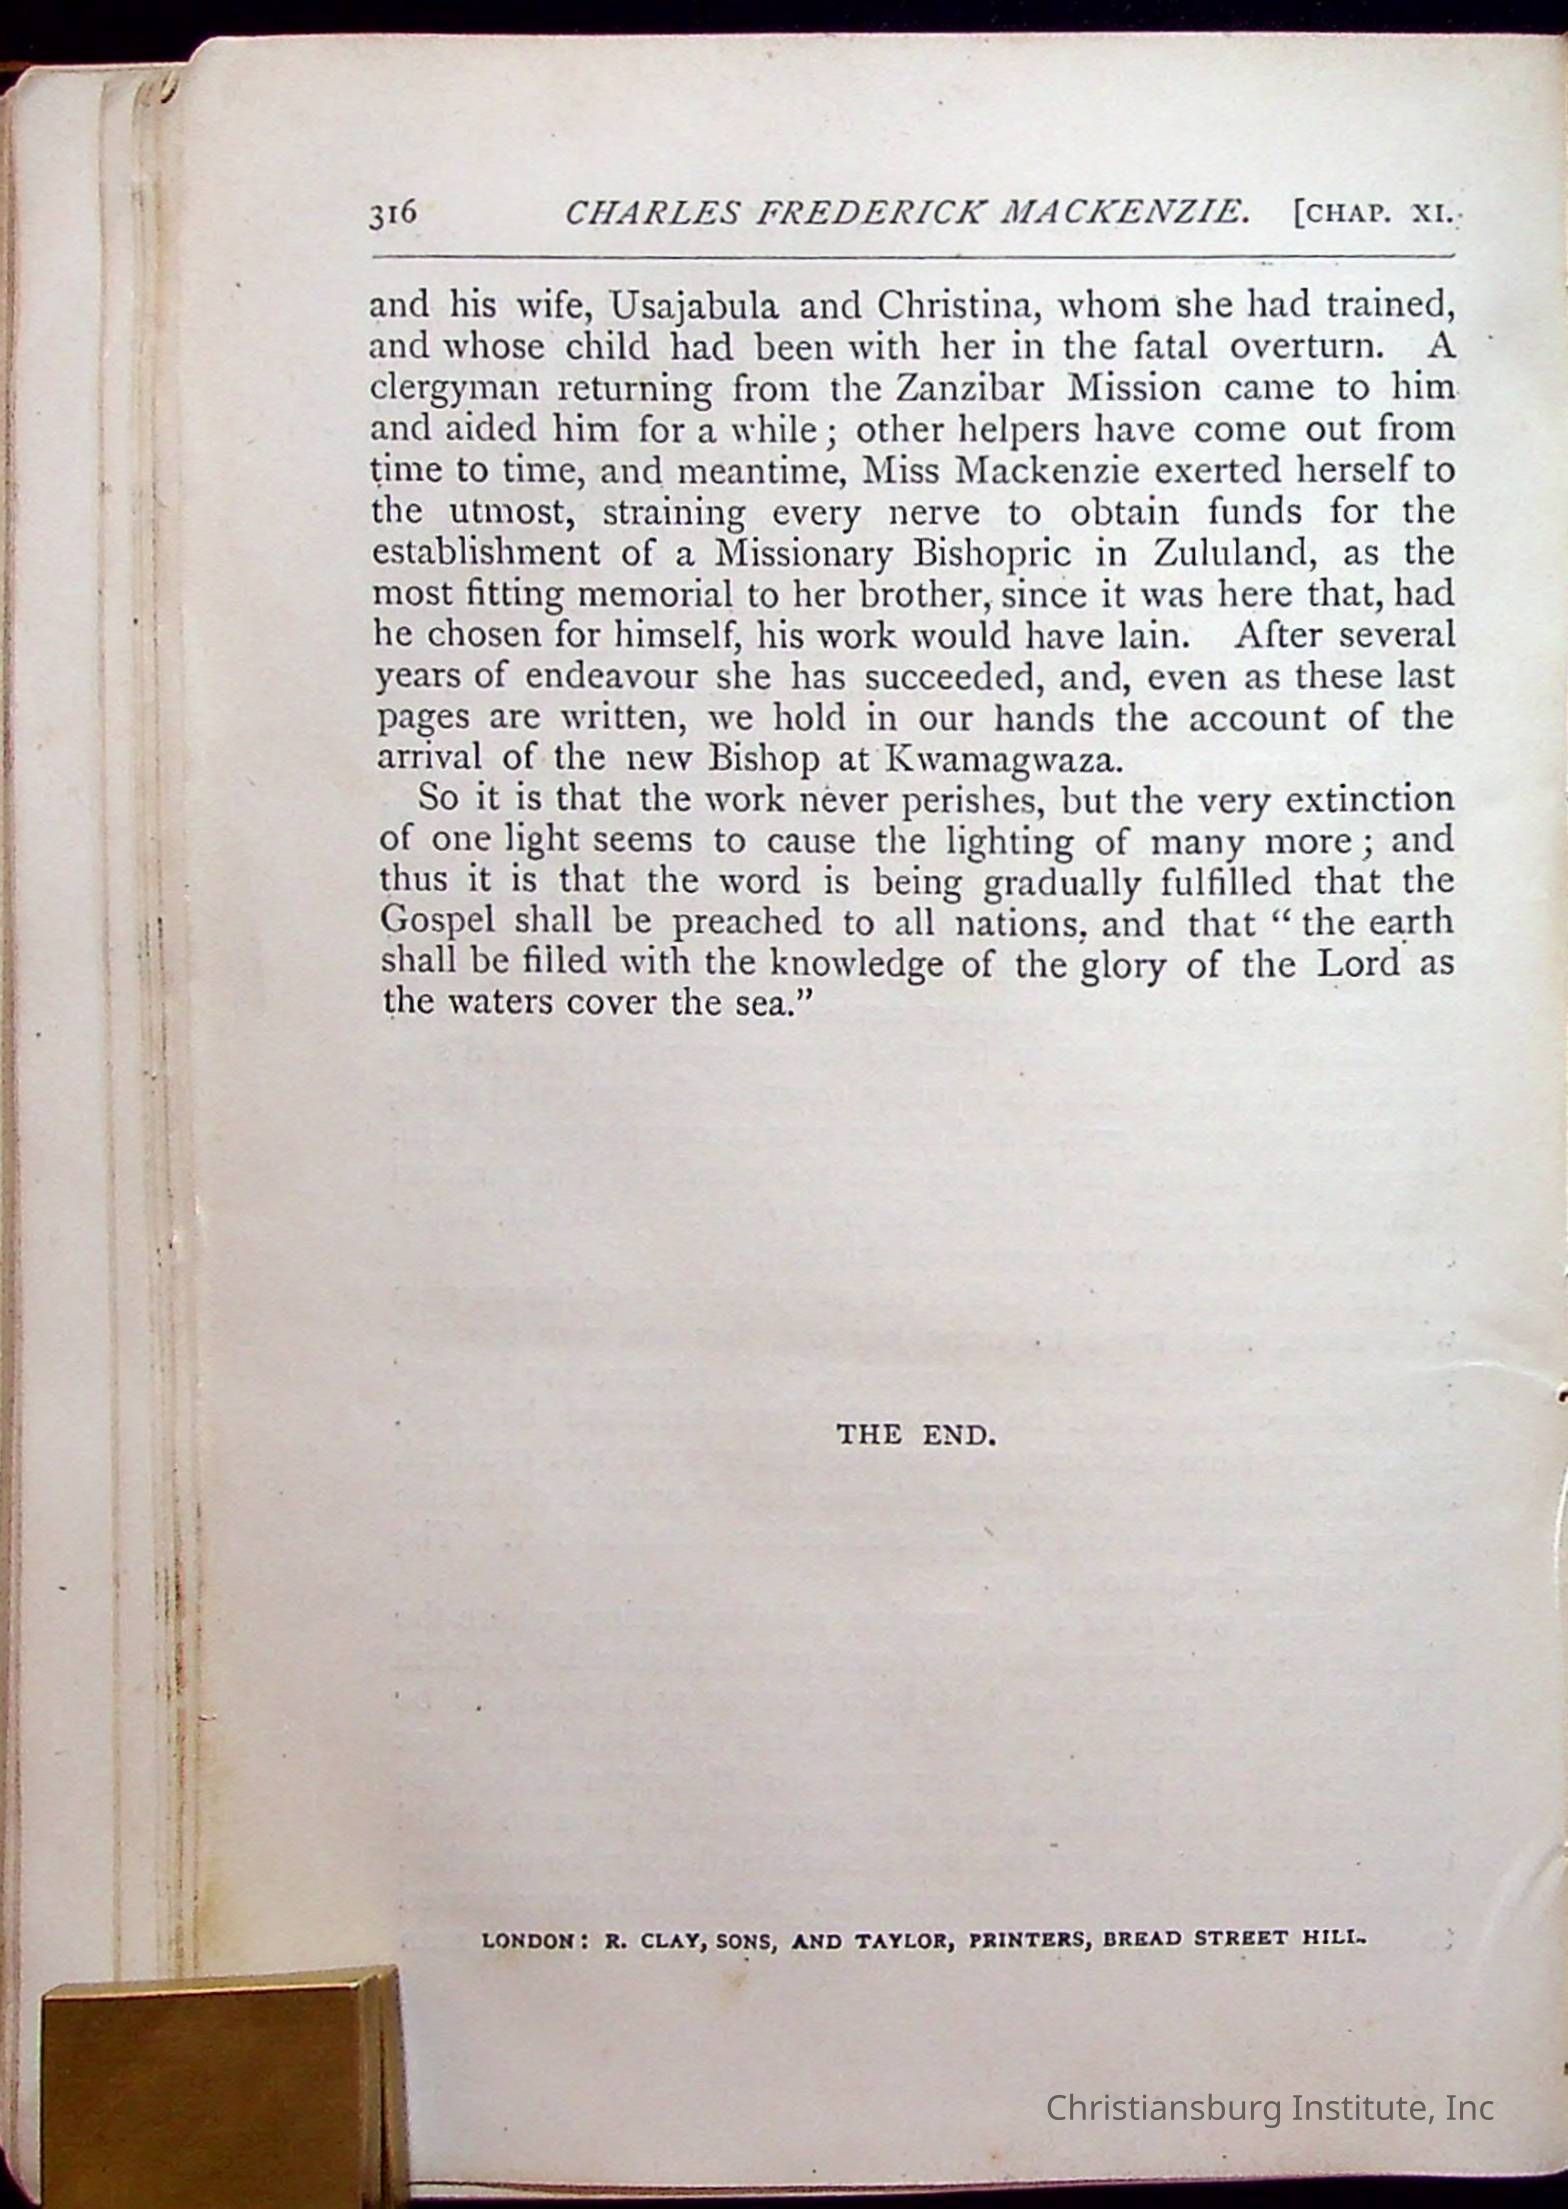 316 CHARLES FREDERICK MACKENZIE. [CHAP. XI.
and his wife, Usajabula and Christina, whom she had trained,
and whose child had been with her in the fatal overturn. A
clergyman returning from the Zanzibar Mission came to him
and aided him for a while; other helpers have come out from
time to time, and meantime, Miss Mackenzie exerted herself to
the utmost, straining every nerve to obtain funds for the
establishment of a Missionary Bishopric in Zululand, as the
most fitting memorial to her brother, since it was here that, had
he chosen for himself, his work would have lain. After several
years of endeavour she has succeeded, and, even as these last
pages are written, we hold in our hands the account of the
arrival of the new Bishop at Kwamagwaza.
So it is that the work never perishes, but the very extinction
of one light seems to cause the lighting of many more; and
thus it is that the word is being gradually fulfilled that the
Gospel shall be preached to all nations, and that “the earth
shall be filled with the knowledge of the glory of the Lord as
the waters cover the sea.”
THE END.
LONDON: R. CLAY, SONS, AND TAYLOR, PRINTERS, BREAD STREET HILL.
Christiansburg Institute, Inc